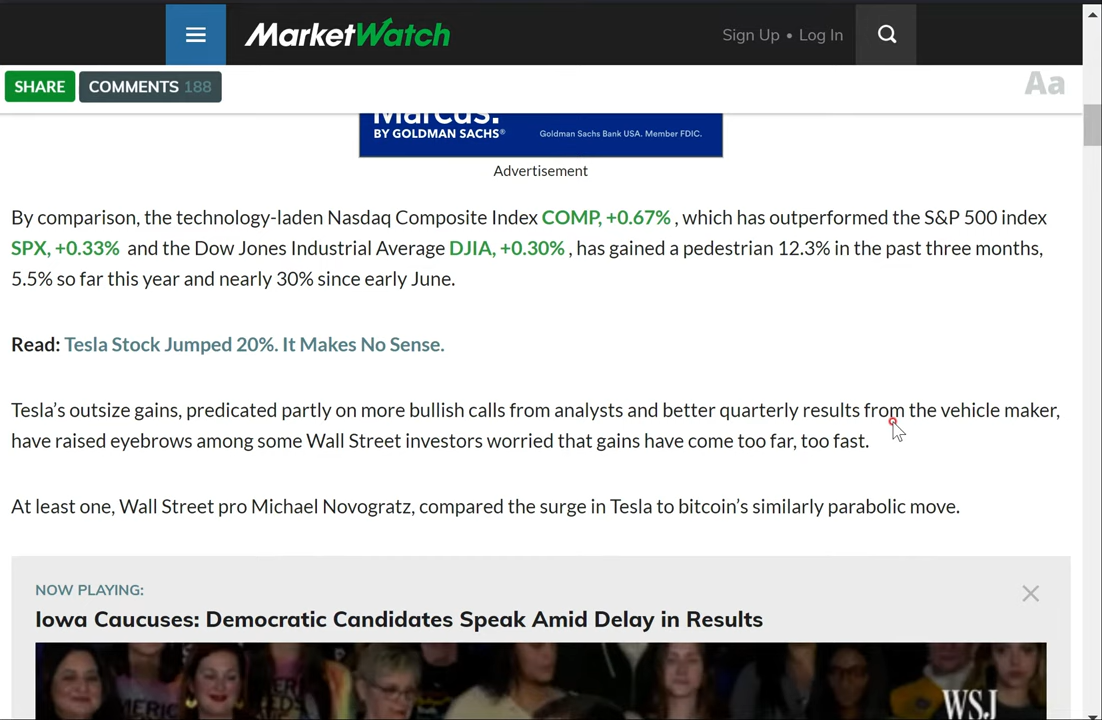 MarketWatch
Sign Up • Log In
SHARE
COMMENTS 188
Aa
Marcus:
BY GOLDMAN SACHS®
Goldman Sachs Bank USA. Member FDIC.
Advertisement
By comparison, the technology-laden Nasdaq Composite Index COMP, +0.67% , which has outperformed the S&P 500 index
SPX, +0.33% and the Dow Jones Industrial Average DJIA, +0.30% , has gained a pedestrian 12.3% in the past three months,
5.5% so far this year and nearly 30% since early June.
Read: Tesla Stock Jumped 20%. It Makes No Sense.
Tesla’s outsize gains, predicated partly on more bullish calls from analysts and better quarterly results from the vehicle maker,
have raised eyebrows among some Wall Street investors worried that gains have come too far, too fast.
At least one, Wall Street pro Michael Novogratz, compared the surge in Tesla to bitcoin’s similarly parabolic move.
NOW PLAYING:
Iowa Caucuses: Democratic Candidates Speak Amid Delay in Results
WSJ